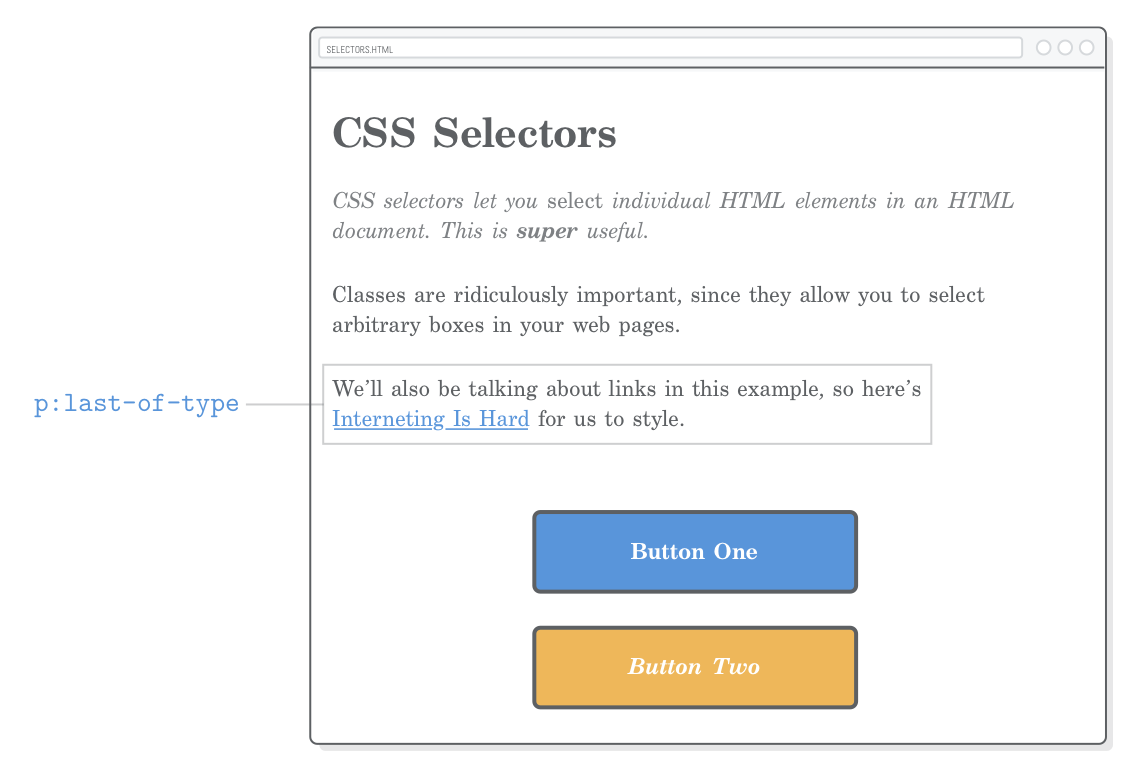 SELECTORS.HTML
CSS Selectors
CSS selectors let you select individual HTML elements in an HTML
document. This is super useful.
Classes are ridiculously important, since they allow you to select
arbitrary boxes in your web pages.
p:last-of-type
We’ll also be talking about links in this example, so here’s
Interneting Is Hard for us to style.
Button One
Button Two